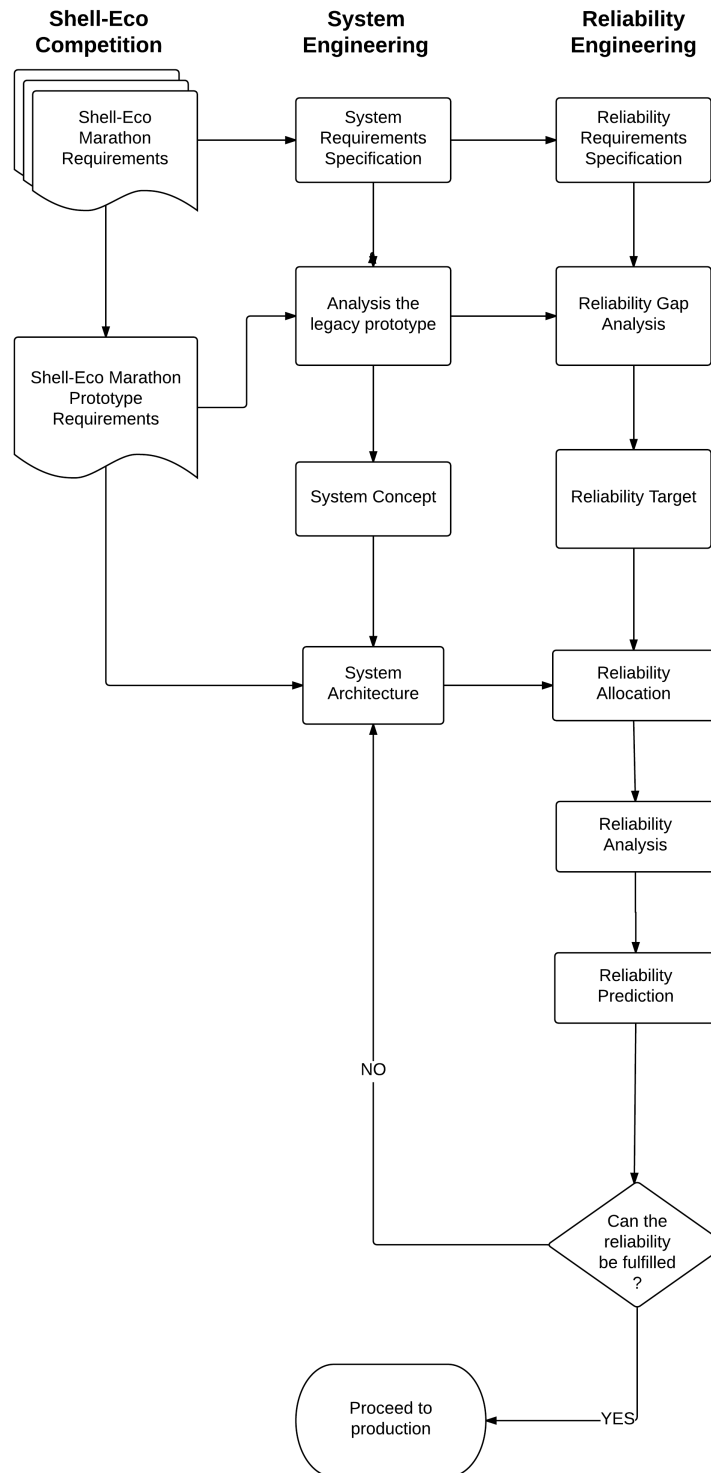 Shell-Eco
Competition
System
Engineering
Reliability
Engineering
Shell-Eco
Marathon
Requirements
System
Requirements
Specification
Reliability
Requirements
Specification
Analysis the
legacy prototype
Reliability Gap
Analysis
Shell-Eco Marathon
Prototype
Requirements
System Concept
Reliability Target
System
Architecture
Reliability
Allocation
Reliability
Analysis
Reliability
Prediction
NO
Can the
reliability
be fulfilled
?
Proceed to
production
YES